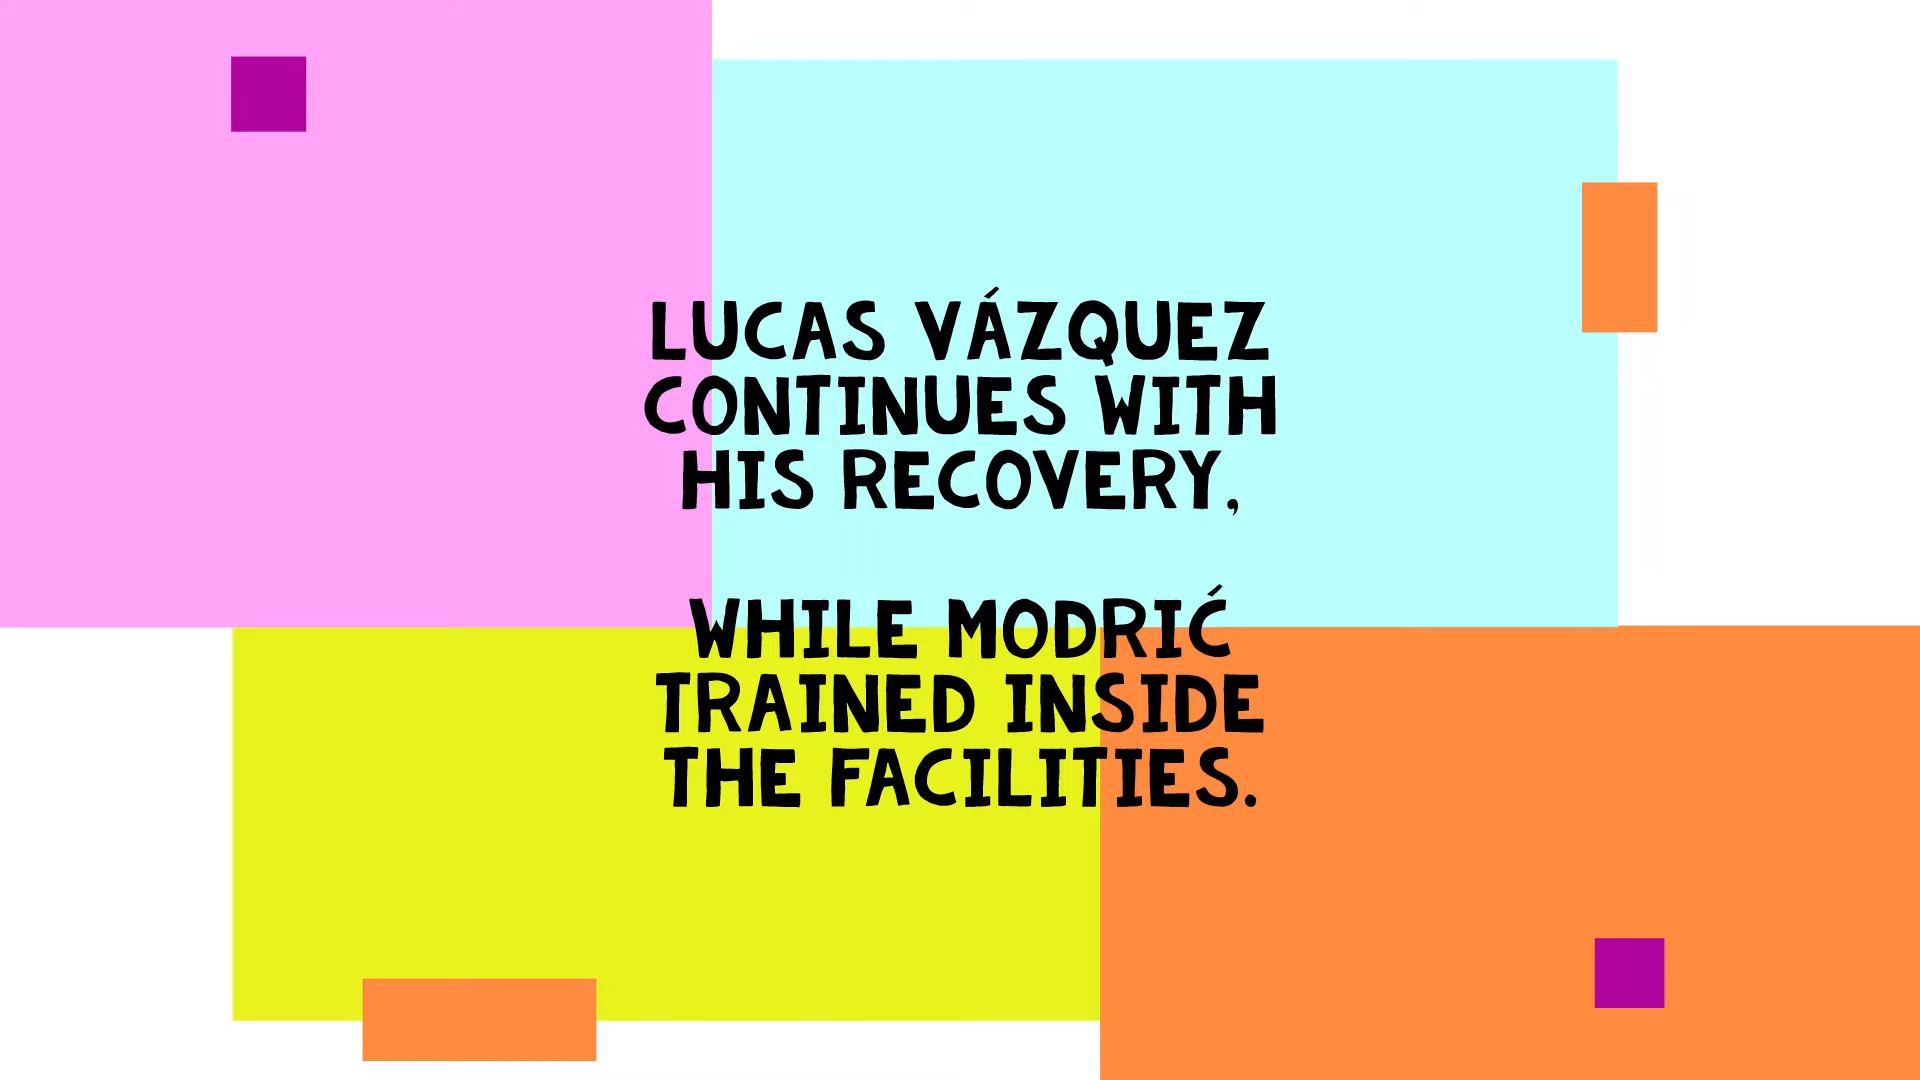 LUCAS VÁZQUEZ
CONTINUES WITH
HIS RECOVERY,
WHILE MODRIĆ
TRAINED INSIDE
THE FACILITIES.